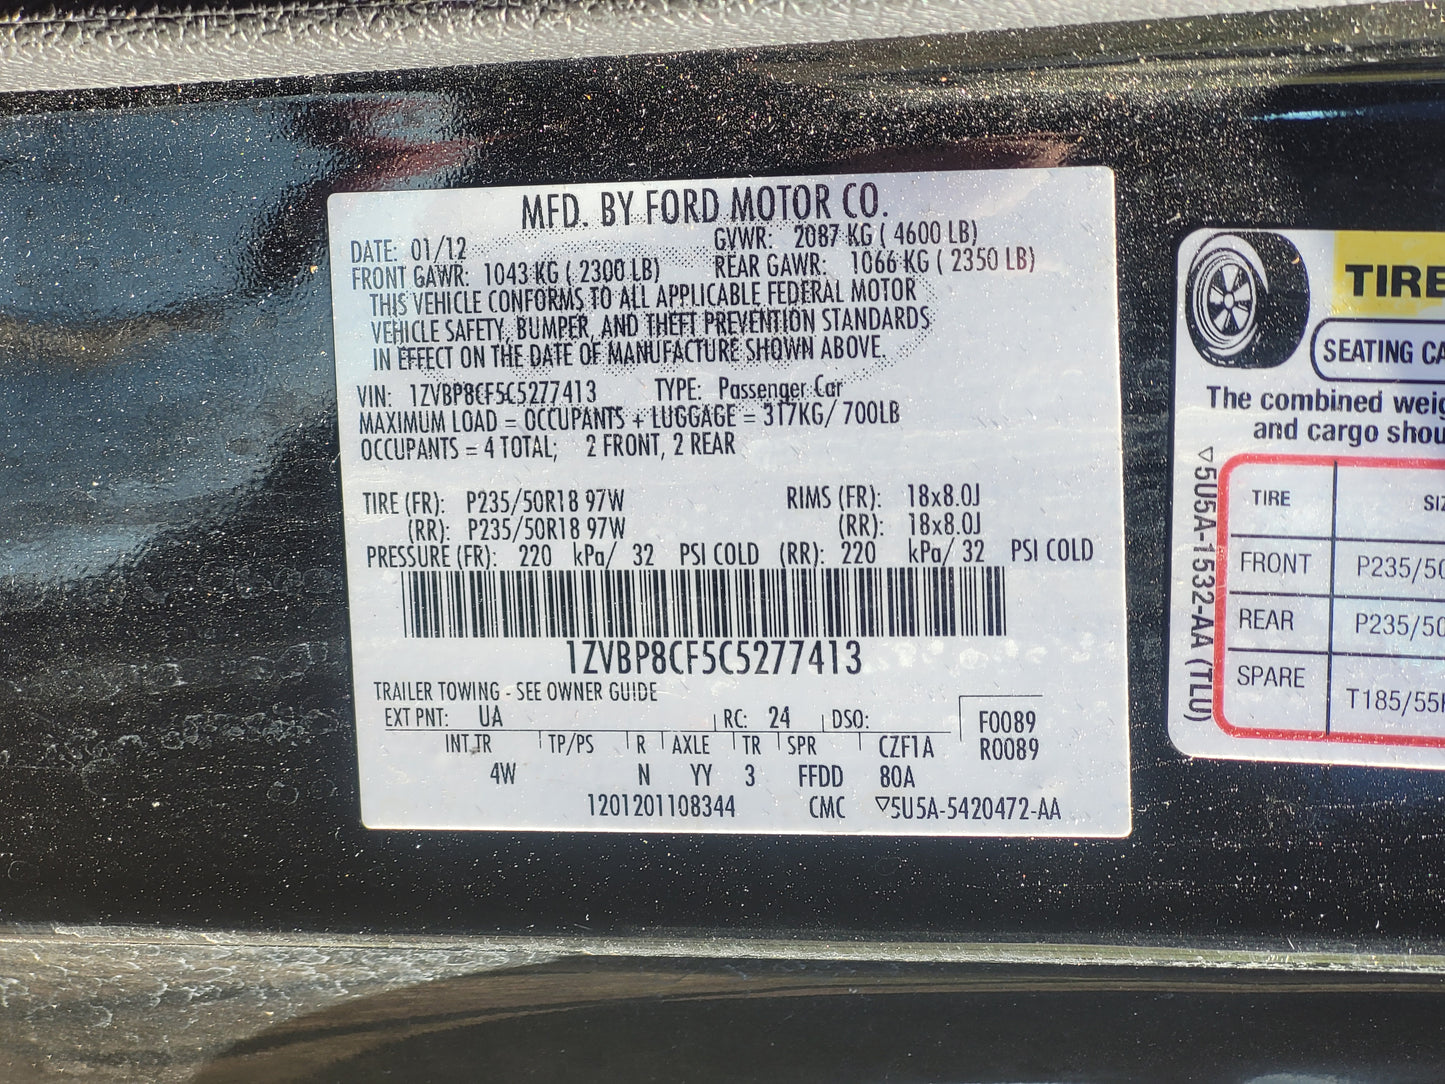 MFD. BY FORD MOTOR CO.
DATE: 01/12 GVWR: 2087 KG ( 4600 LB)
FRONT GAWR: 1043 KG ( 2300 LB) REAR GAWR: 1066 KG ( 2350 LB)
THIS VEHICLE CONFORMS TO ALL APPLICABLE FEDERAL MOTOR
VEHICLE SAFETY, BUMPER, AND THEFT PREVENTION STANDARDS
IN EFFECT ON THE DATE OF MANUFACTURE SHOWN ABOVE.
VIN: 1ZVBP8CF5C5277413 TYPE: Passenger Car
MAXIMUM LOAD = OCCUPANTS + LUGGAGE = 317KG/ 700LB
OCCUPANTS = 4 TOTAL; 2 FRONT, 2 REAR
TIRE (FR): P235/50R18 97W RIMS (FR): 18x8.0J
(RR): P235/50R18 97W (RR): 18x8.0J
PRESSURE (FR): 220 kPa/ 32 PSI COLD (RR): 220 kPa/ 32 PSI COLD
1ZVBP8CF5C5277413
TRAILER TOWING - SEE OWNER GUIDE
EXT PNT: UA RC: 24 DSO: F0089
INT TR TP/PS R AXLE TR SPR CZF1A R0089
4W N YY 3 FFDD 80A
1201201108344 CMC ▽5U5A-5420472-AA
TIRE
SEATING CA
The combined weig
and cargo shou
▽5U5A-1532-AA (TLU)
TIRE SIZ
FRONT P235/50
REAR P235/50
SPARE T185/55